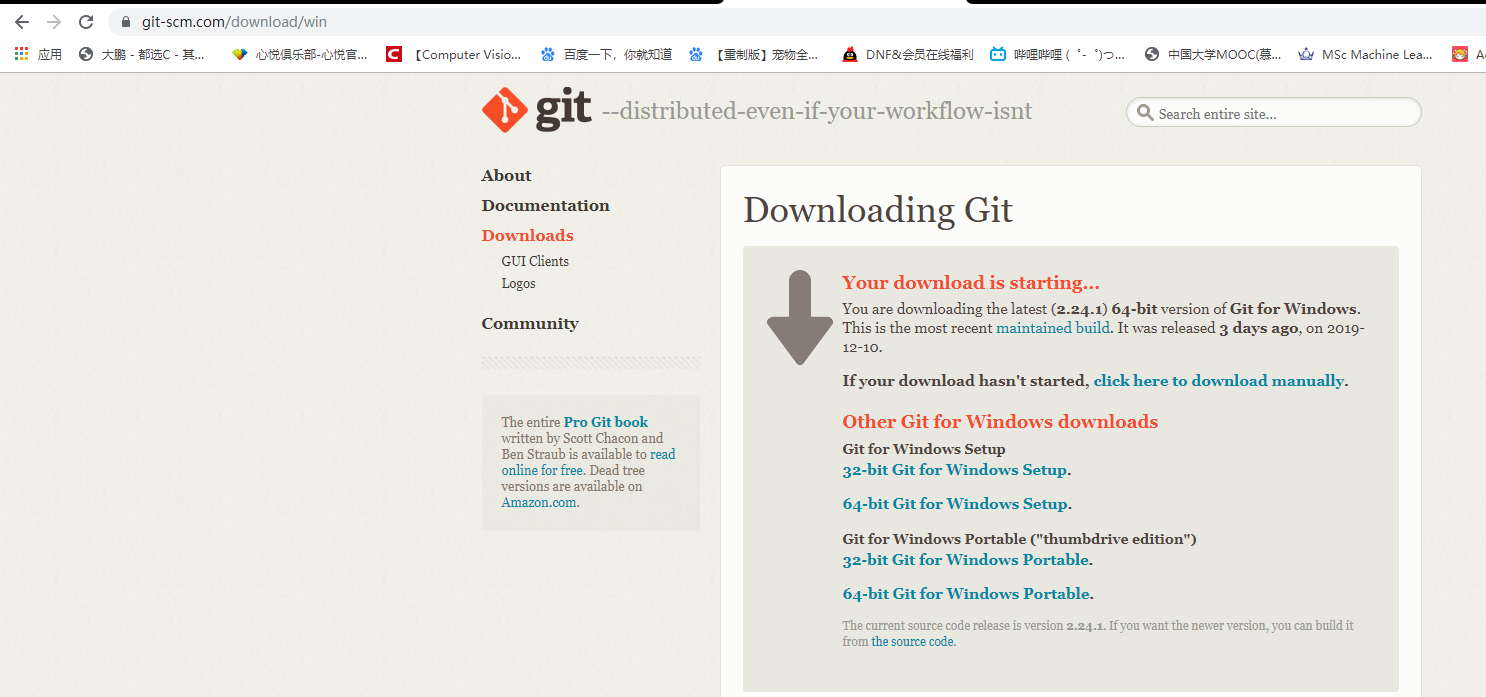 git-scm.com/download/win
应用 大鹏 - 都选C - 其... 心悦俱乐部-心悦官... 【Computer Visio... 百度一下，你就知道 【重制版】宠物全... DNF&会员在线福利 哔哩哔哩 ( ゜- ゜)つ... 中国大学MOOC(慕... MSc Machine Lea...
git --distributed-even-if-your-workflow-isnt
Search entire site...
About
Documentation
Downloads
GUI Clients
Logos
Community
The entire Pro Git book
written by Scott Chacon and
Ben Straub is available to read
online for free. Dead tree
versions are available on
Amazon.com.
Downloading Git
Your download is starting...
You are downloading the latest (2.24.1) 64-bit version of Git for Windows.
This is the most recent maintained build. It was released 3 days ago, on 2019-
12-10.
If your download hasn't started, click here to download manually.
Other Git for Windows downloads
Git for Windows Setup
32-bit Git for Windows Setup.
64-bit Git for Windows Setup.
Git for Windows Portable ("thumbdrive edition")
32-bit Git for Windows Portable.
64-bit Git for Windows Portable.
The current source code release is version 2.24.1. If you want the newer version, you can build it
from the source code.